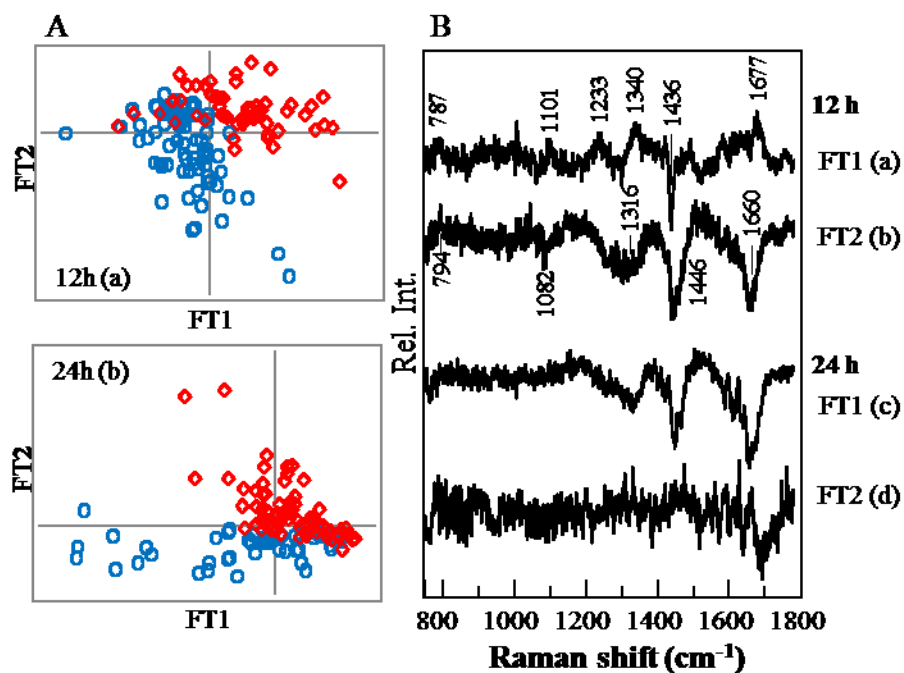 A
FT2
12h (a)
FT1
24h (b)
FT2
FT1
B
787
1101
1233
1340
1436
1677
12 h
FT1 (a)
1316
1660
FT2 (b)
794
1082
1446
Rel. Int.
24 h
FT1 (c)
FT2 (d)
800 1000 1200 1400 1600 1800
Raman shift (cm⁻¹)